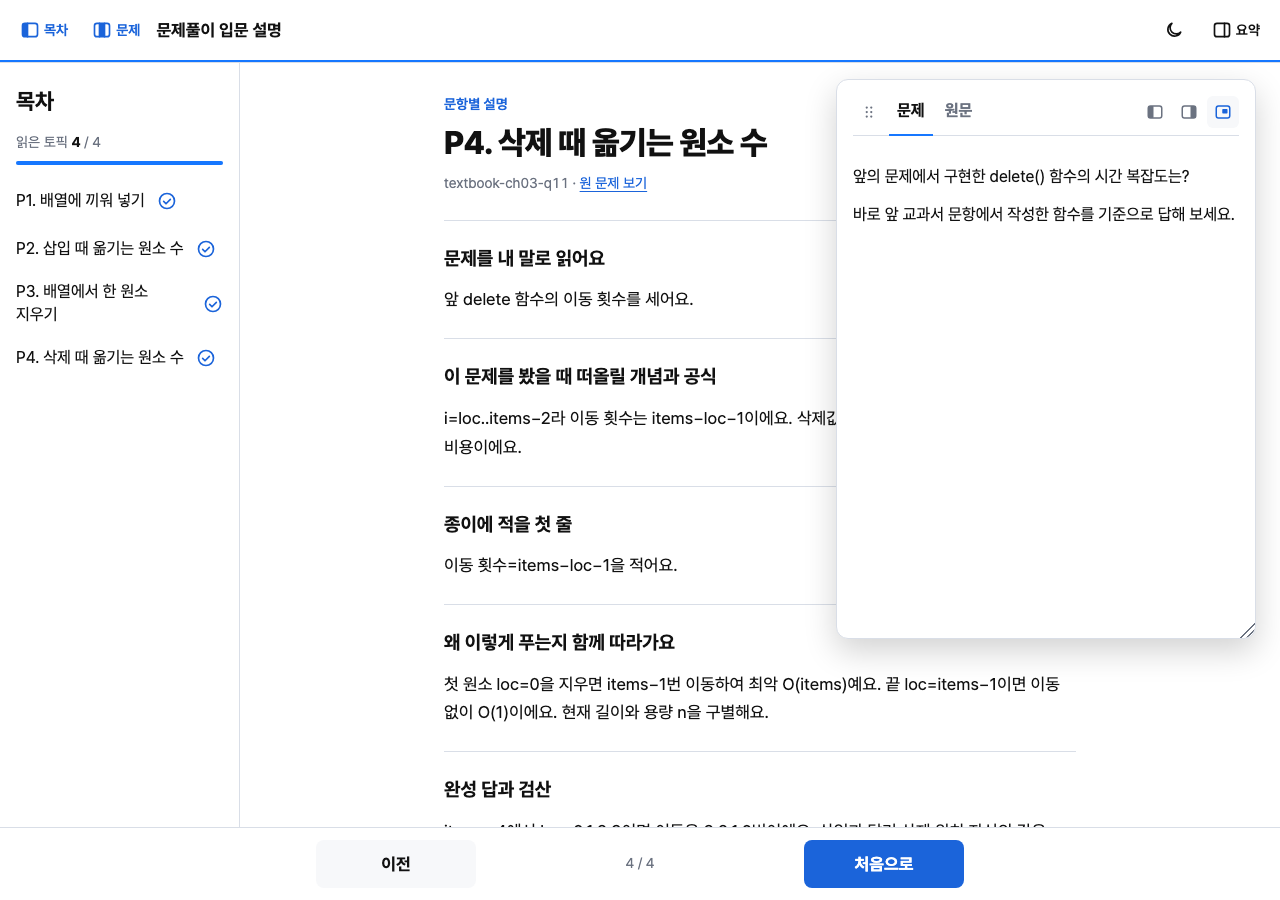 목차
문제
문제풀이 입문 설명
요약
목차
읽은 토픽 4 / 4
P1. 배열에 끼워 넣기
P2. 삽입 때 옮기는 원소 수
P3. 배열에서 한 원소
지우기
P4. 삭제 때 옮기는 원소 수
문항별 설명
P4. 삭제 때 옮기는 원소 수
textbook-ch03-q11 · 원 문제 보기
문제를 내 말로 읽어요
앞 delete 함수의 이동 횟수를 세어요.
이 문제를 봤을 때 떠올릴 개념과 공식
i=loc..items−2라 이동 횟수는 items−loc−1이에요.
비용이에요.
종이에 적을 첫 줄
이동 횟수=items−loc−1을 적어요.
왜 이렇게 푸는지 함께 따라가요
첫 원소 loc=0을 지우면 items−1번 이동하여 최악 O(items)예요. 끝 loc=items−1이면 이동
없이 O(1)이에요. 현재 길이와 용량 n을 구별해요.
완성 답과 검산
문제
원문
앞의 문제에서 구현한 delete() 함수의 시간 복잡도는?
바로 앞 교과서 문항에서 작성한 함수를 기준으로 답해 보세요.
이전
4 / 4
처음으로